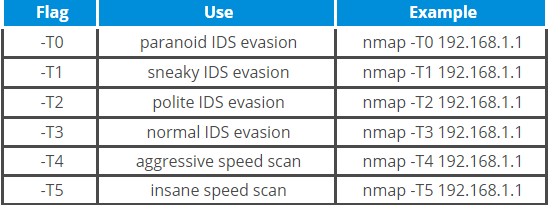 Flag Use Example
-T0 paranoid IDS evasion nmap -T0 192.168.1.1
-T1 sneaky IDS evasion nmap -T1 192.168.1.1
-T2 polite IDS evasion nmap -T2 192.168.1.1
-T3 normal IDS evasion nmap -T3 192.168.1.1
-T4 aggressive speed scan nmap -T4 192.168.1.1
-T5 insane speed scan nmap -T5 192.168.1.1